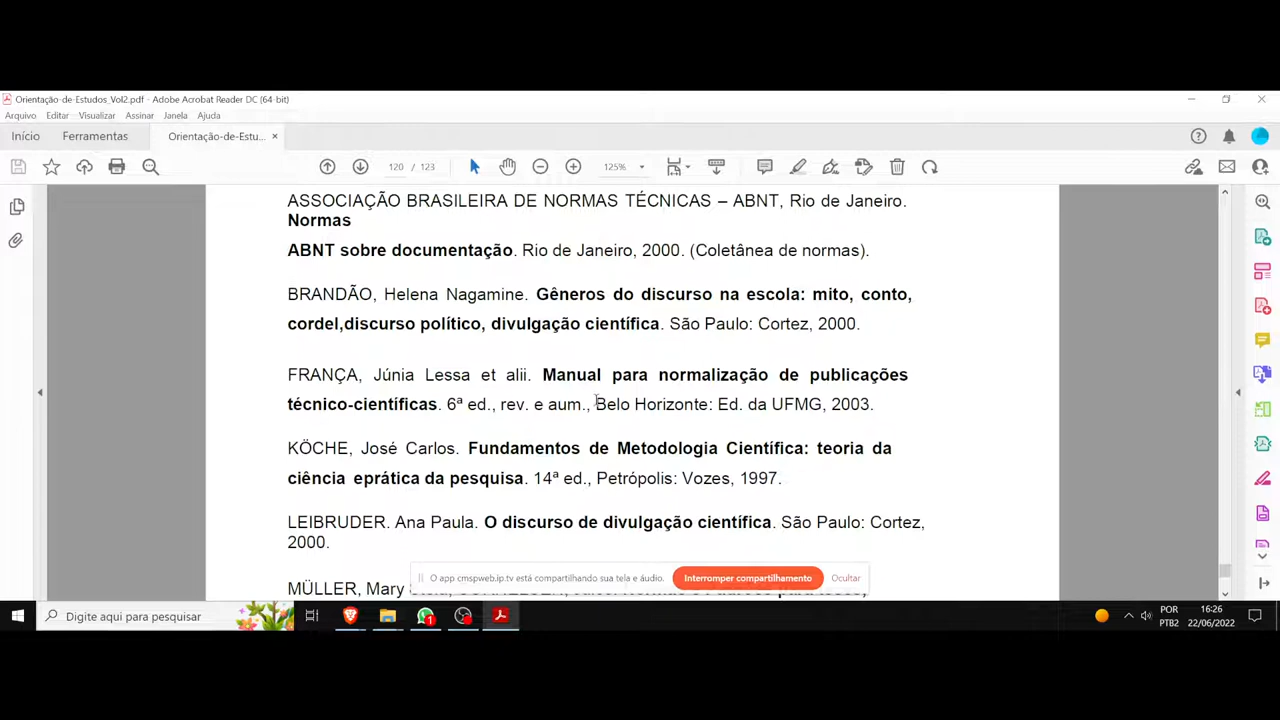 Orientação-de-Estudos_Vol2.pdf - Adobe Acrobat Reader DC (64-bit)
Arquivo Editar Visualizar Assinar Janela Ajuda
Início Ferramentas Orientação-de-Estu... ×
120 / 123 125%
ASSOCIAÇÃO BRASILEIRA DE NORMAS TÉCNICAS – ABNT, Rio de Janeiro.
Normas
ABNT sobre documentação. Rio de Janeiro, 2000. (Coletânea de normas).
BRANDÃO, Helena Nagamine. Gêneros do discurso na escola: mito, conto,
cordel,discurso político, divulgação científica. São Paulo: Cortez, 2000.
FRANÇA, Júnia Lessa et alii. Manual para normalização de publicações
técnico-científicas. 6ª ed., rev. e aum., Belo Horizonte: Ed. da UFMG, 2003.
KÖCHE, José Carlos. Fundamentos de Metodologia Científica: teoria da
ciência eprática da pesquisa. 14ª ed., Petrópolis: Vozes, 1997.
LEIBRUDER. Ana Paula. O discurso de divulgação científica. São Paulo: Cortez,
2000.
O app cmspweb.ip.tv está compartilhando sua tela e áudio. Interromper compartilhamento Ocultar
MÜLLER, Mary
Digite aqui para pesquisar
1
POR 16:26
PTB2 22/06/2022